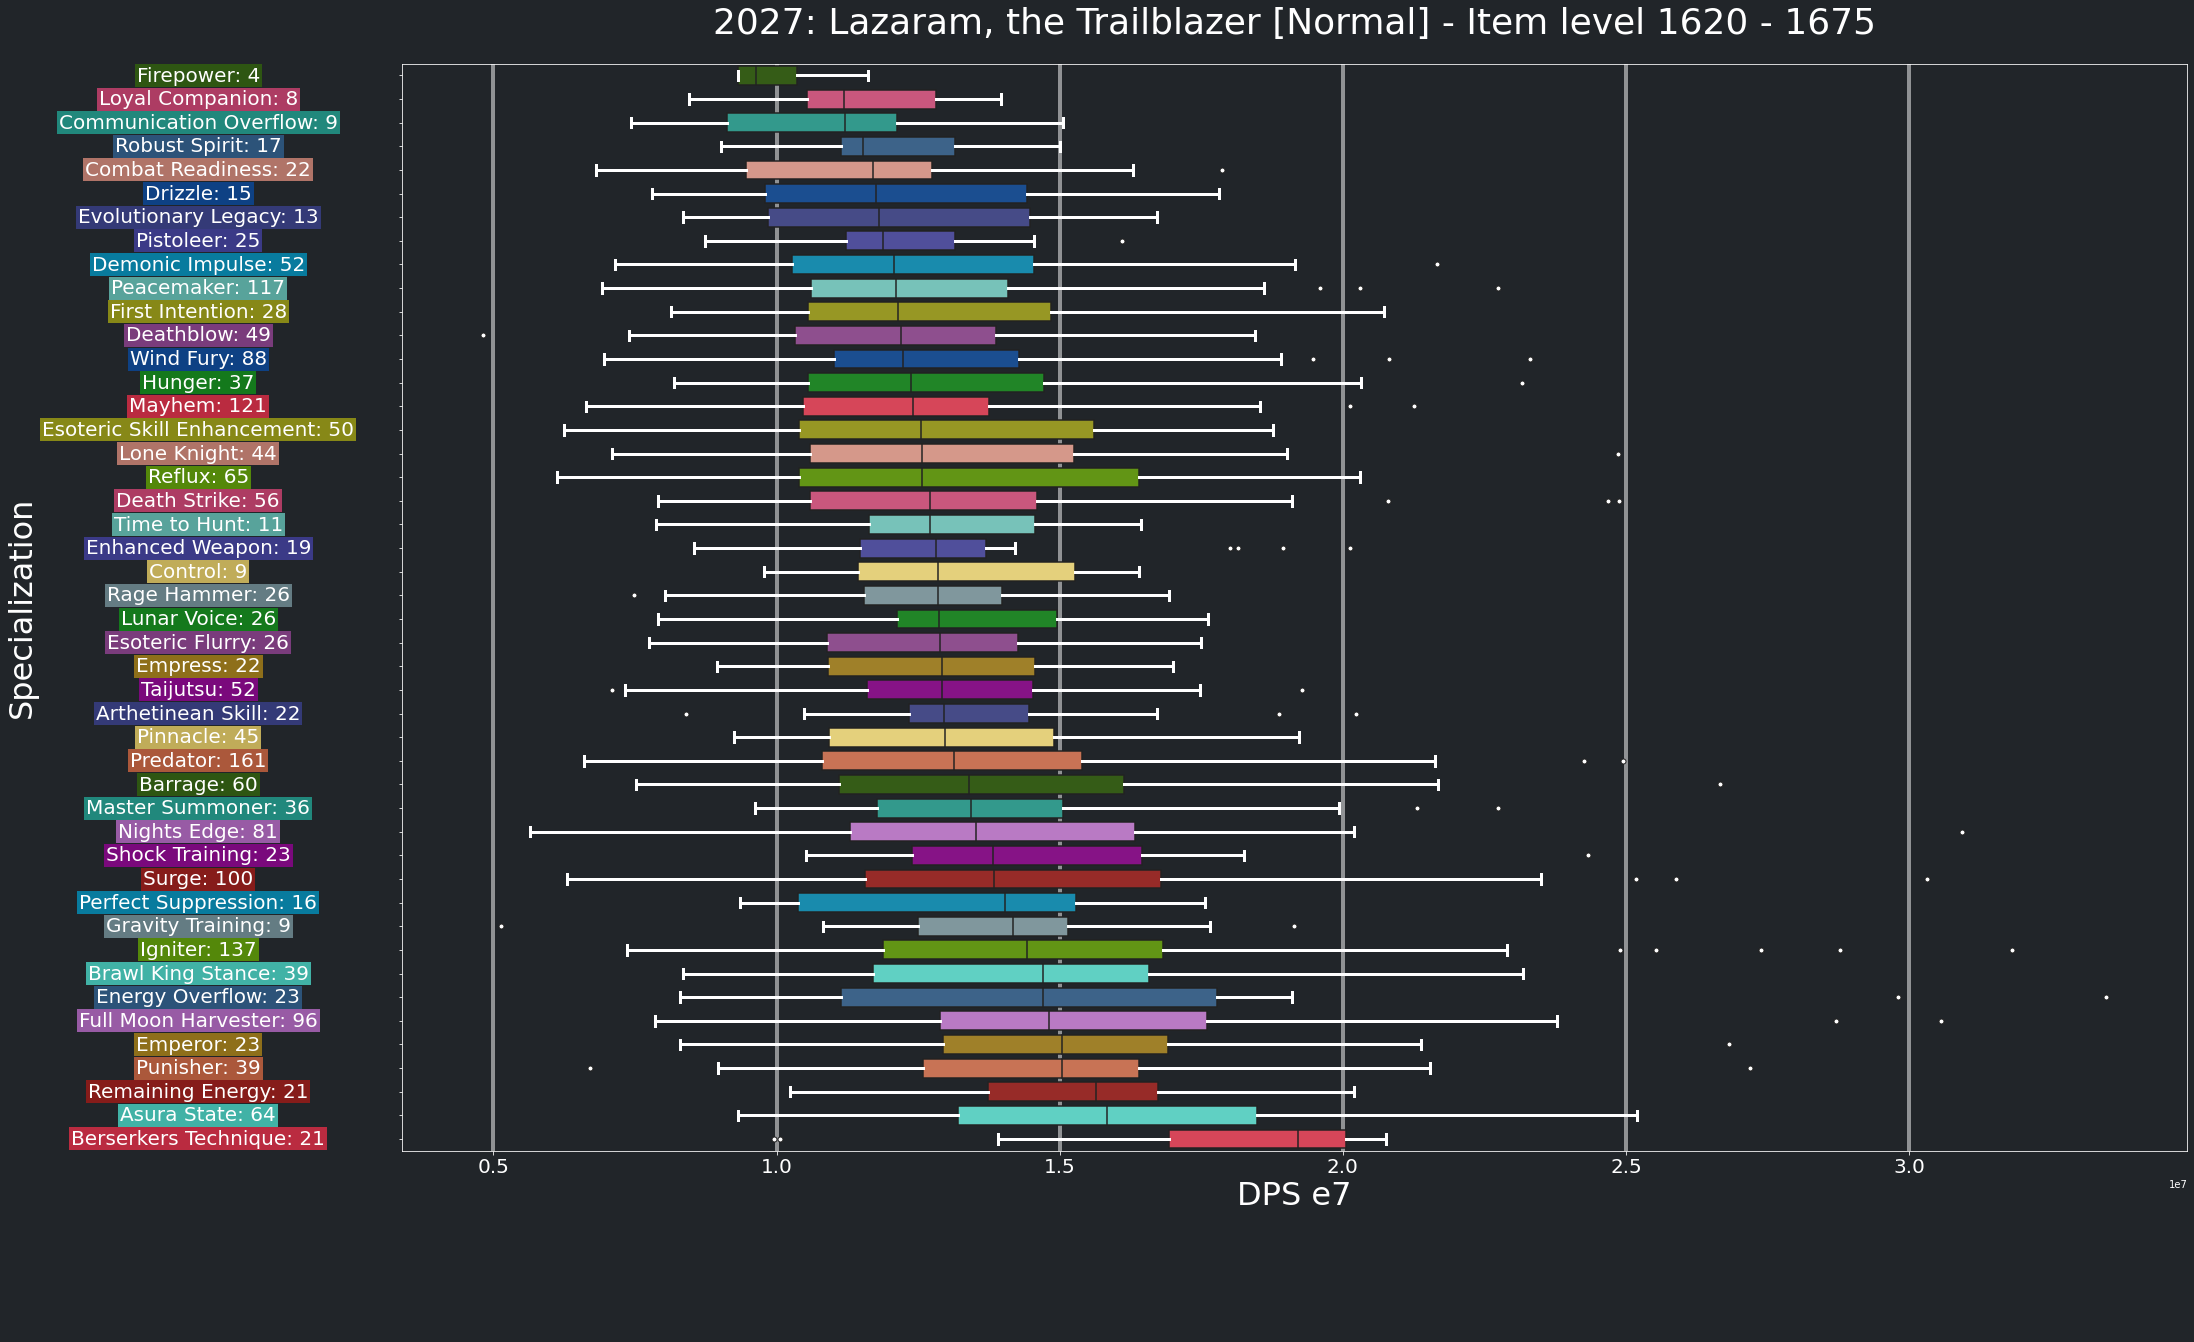 2027: Lazaram, the Trailblazer [Normal] - Item level 1620 - 1675
Specialization
Firepower: 4
Loyal Companion: 8
Communication Overflow: 9
Robust Spirit: 17
Combat Readiness: 22
Drizzle: 15
Evolutionary Legacy: 13
Pistoleer: 25
Demonic Impulse: 52
Peacemaker: 117
First Intention: 28
Deathblow: 49
Wind Fury: 88
Hunger: 37
Mayhem: 121
Esoteric Skill Enhancement: 50
Lone Knight: 44
Reflux: 65
Death Strike: 56
Time to Hunt: 11
Enhanced Weapon: 19
Control: 9
Rage Hammer: 26
Lunar Voice: 26
Esoteric Flurry: 26
Empress: 22
Taijutsu: 52
Arthetinean Skill: 22
Pinnacle: 45
Predator: 161
Barrage: 60
Master Summoner: 36
Nights Edge: 81
Shock Training: 23
Surge: 100
Perfect Suppression: 16
Gravity Training: 9
Igniter: 137
Brawl King Stance: 39
Energy Overflow: 23
Full Moon Harvester: 96
Emperor: 23
Punisher: 39
Remaining Energy: 21
Asura State: 64
Berserkers Technique: 21
0.5 1.0 1.5 2.0 2.5 3.0
DPS e7
1e7